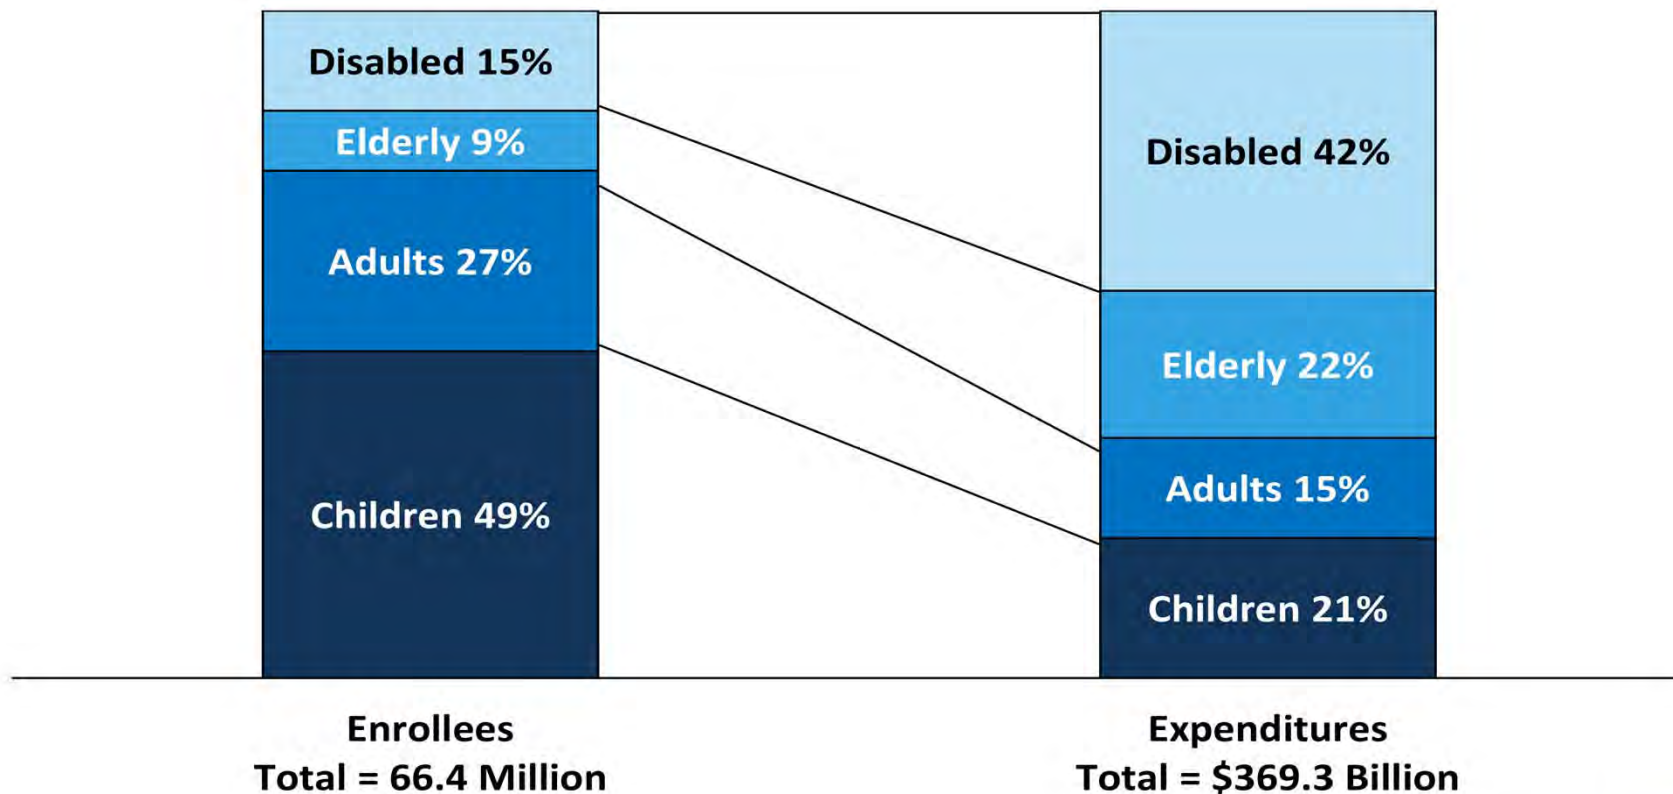 Disabled 15%
Elderly 9%
Adults 27%
Children 49%
Disabled 42%
Elderly 22%
Adults 15%
Children 21%
Enrollees
Total = 66.4 Million
Expenditures
Total = $369.3 Billion